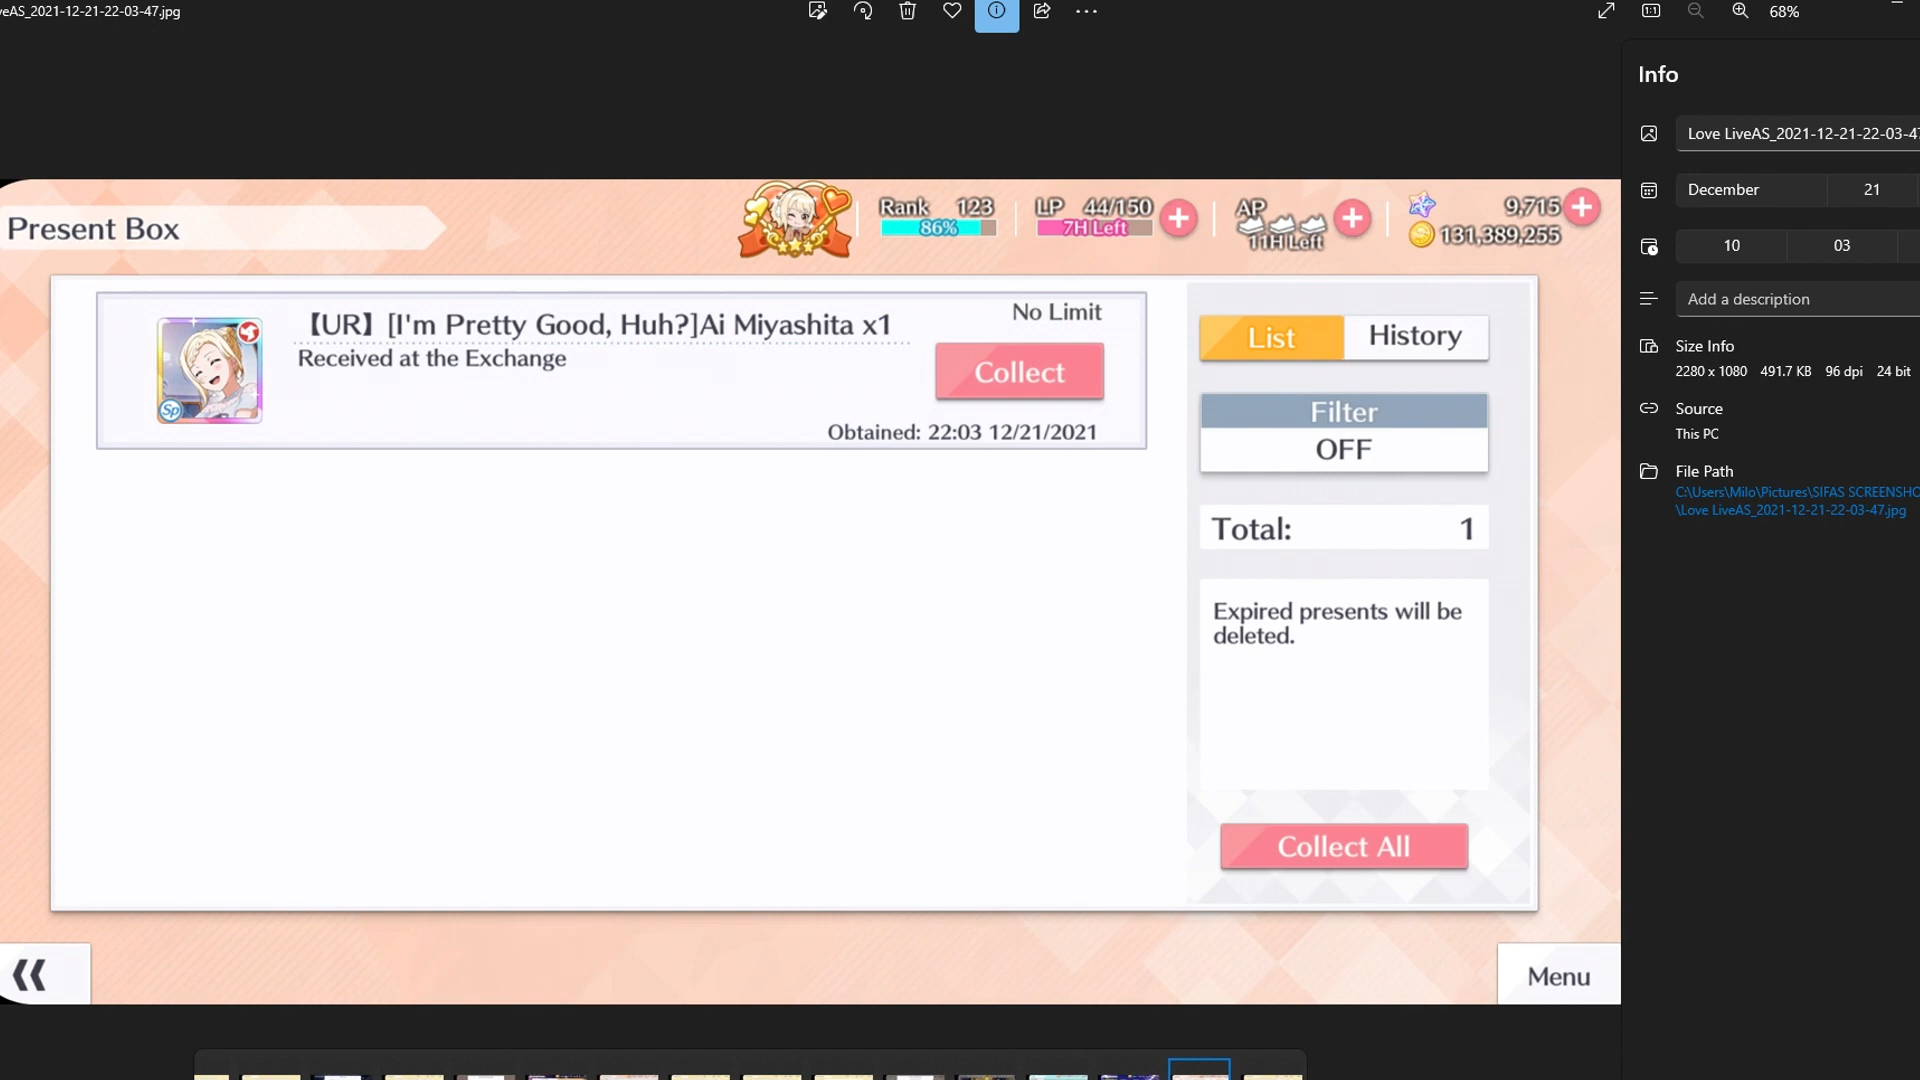 veAS_2021-12-21-22-03-47.jpg
68%
Info
Love LiveAS_2021-12-21-22-03-47
December 21
10 03
Add a description
Size Info
2280 x 1080 491.7 KB 96 dpi 24 bit
Source
This PC
File Path
C:\Users\Milo\Pictures\SIFAS SCREENSHO
\Love LiveAS_2021-12-21-22-03-47.jpg
Present Box
Rank 123
86%
LP 44/150
7H Left
AP
11H Left
9,715
131,389,255
【UR】[I'm Pretty Good, Huh?]Ai Miyashita x1
Received at the Exchange
No Limit
Collect
Obtained: 22:03 12/21/2021
Sp
List
History
Filter
OFF
Total: 1
Expired presents will be
deleted.
Collect All
Menu